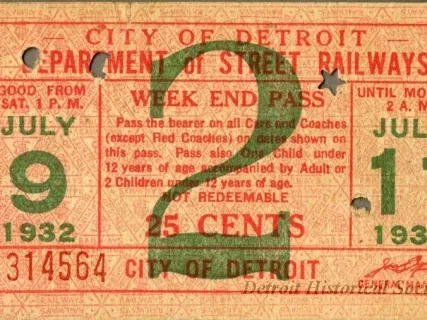 CITY OF DETROIT
DEPARTMENT of STREET RAILWAYS
GOOD FROM
SAT. 1 P. M.
JULY
9
1932
314564
2
WEEK END PASS
Pass the bearer on all Cars and Coaches
(except Red Coaches) on dates shown on
this pass. Pass also One Child under
12 years of age accompanied by Adult or
2 Children under 12 years of age.
NOT REDEEMABLE
25 CENTS
CITY OF DETROIT
UNTIL MO
2 A. M
JUL
11
193
GENERAL MA
Detroit Historical Soc